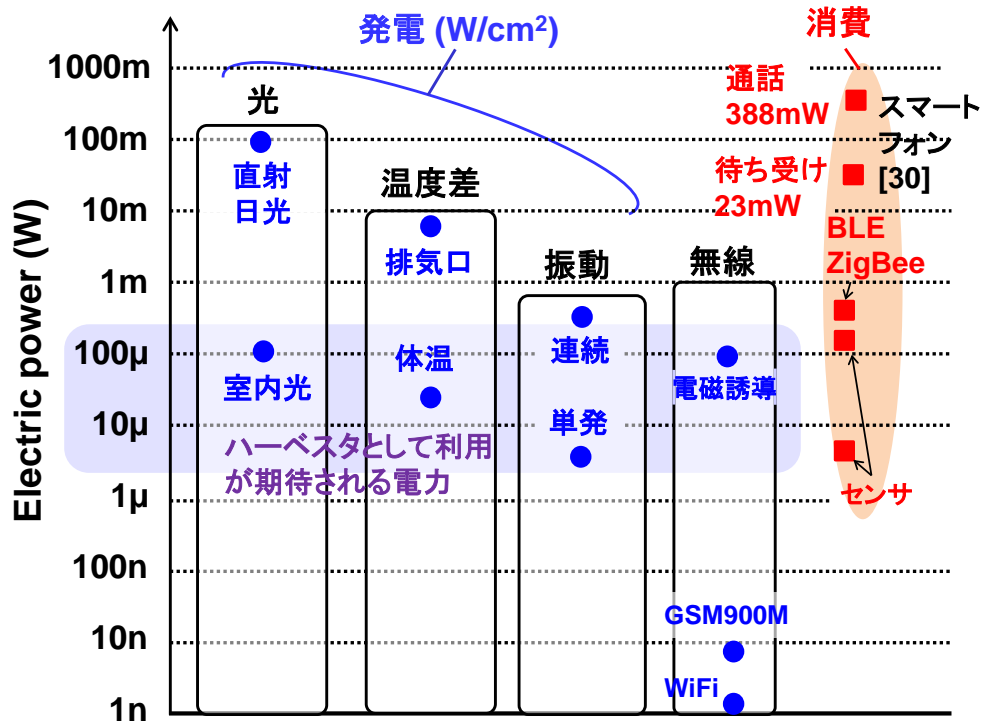 発電 (W/cm²)
消費
Electric power (W)
1000m
100m
10m
1m
100μ
10μ
1μ
100n
10n
1n
光
直射
日光
室内光
温度差
排気口
体温
振動
連続
単発
無線
電磁誘導
GSM900M
WiFi
ハーベスタとして利用
が期待される電力
通話
388mW
スマート
フォン
[30]
待ち受け
23mW
BLE
ZigBee
センサ